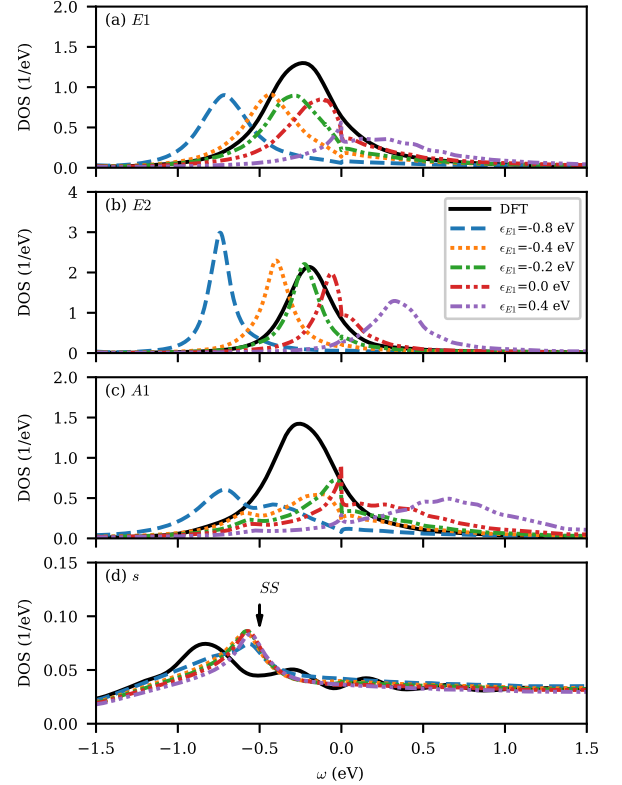 (a) E1
2.0
1.5
1.0
0.5
0.0
DOS (1/eV)
(b) E2
4
3
2
1
0
DOS (1/eV)
DFT
ϵE1=-0.8 eV
ϵE1=-0.4 eV
ϵE1=-0.2 eV
ϵE1=0.0 eV
ϵE1=0.4 eV
(c) A1
2.0
1.5
1.0
0.5
0.0
DOS (1/eV)
(d) s
SS
0.15
0.10
0.05
0.00
DOS (1/eV)
−1.5 −1.0 −0.5 0.0 0.5 1.0 1.5
ω (eV)